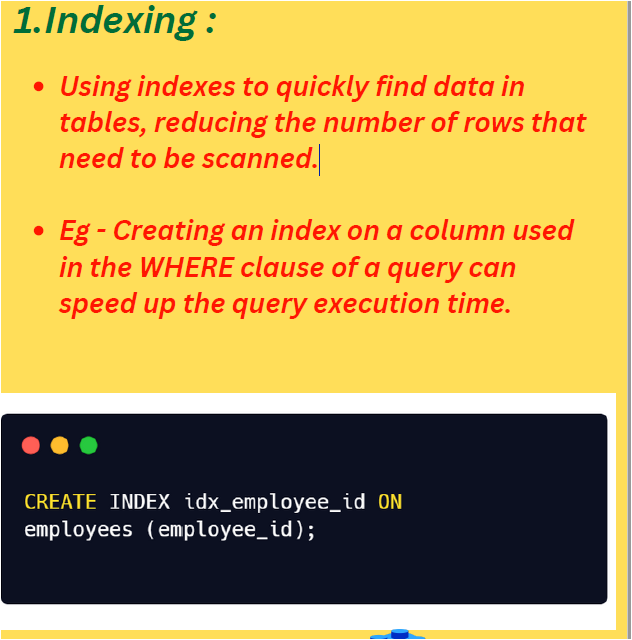 1.Indexing :
• Using indexes to quickly find data in
tables, reducing the number of rows that
need to be scanned.
• Eg - Creating an index on a column used
in the WHERE clause of a query can
speed up the query execution time.
CREATE INDEX idx_employee_id ON
employees (employee_id);